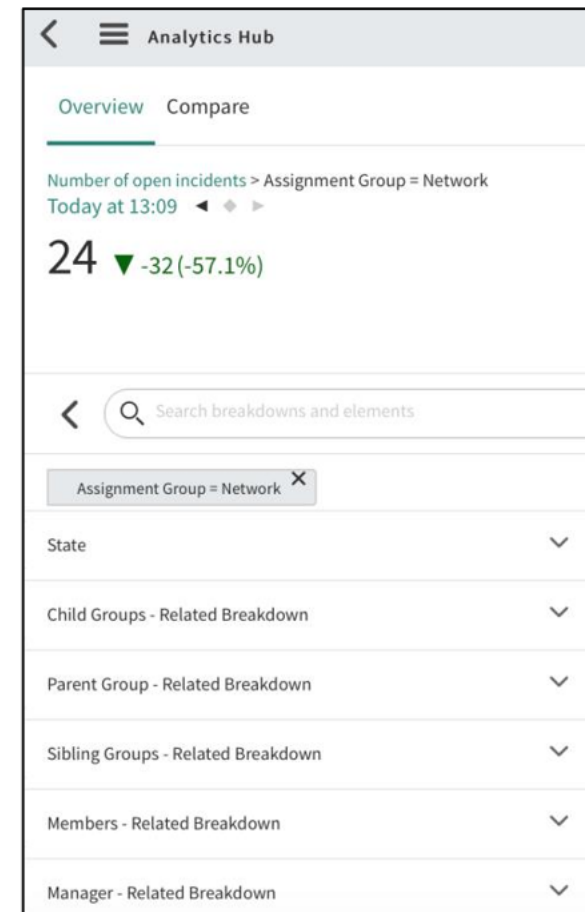 Analytics Hub
Overview Compare
Number of open incidents > Assignment Group = Network
Today at 13:09
24 ▼ -32 (-57.1%)
Search breakdowns and elements
Assignment Group = Network
State
Child Groups - Related Breakdown
Parent Group - Related Breakdown
Sibling Groups - Related Breakdown
Members - Related Breakdown
Manager - Related Breakdown